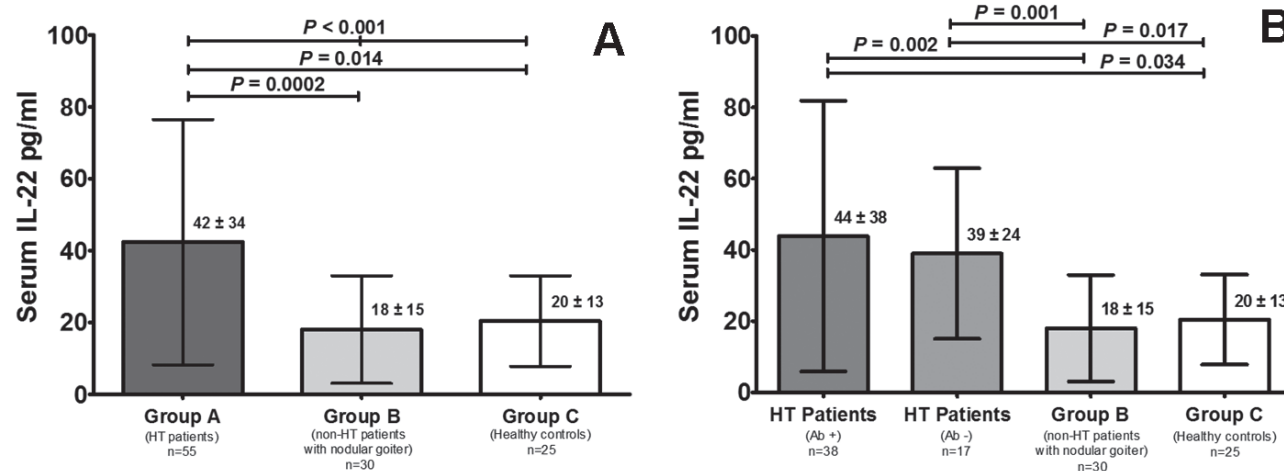 A
Serum IL-22 pg/ml
100
80
60
40
20
0
P < 0.001
P = 0.014
P = 0.0002
42 ± 34
18 ± 15
20 ± 13
Group A
(HT patients)
n=55
Group B
(non-HT patients
with nodular goiter)
n=30
Group C
(Healthy controls)
n=25
B
Serum IL-22 pg/ml
100
80
60
40
20
0
P = 0.001
P = 0.017
P = 0.002
P = 0.034
44 ± 38
39 ± 24
18 ± 15
20 ± 13
HT Patients
(Ab +)
n=38
HT Patients
(Ab -)
n=17
Group B
(non-HT patients
with nodular goiter)
n=30
Group C
(Healthy controls)
n=25